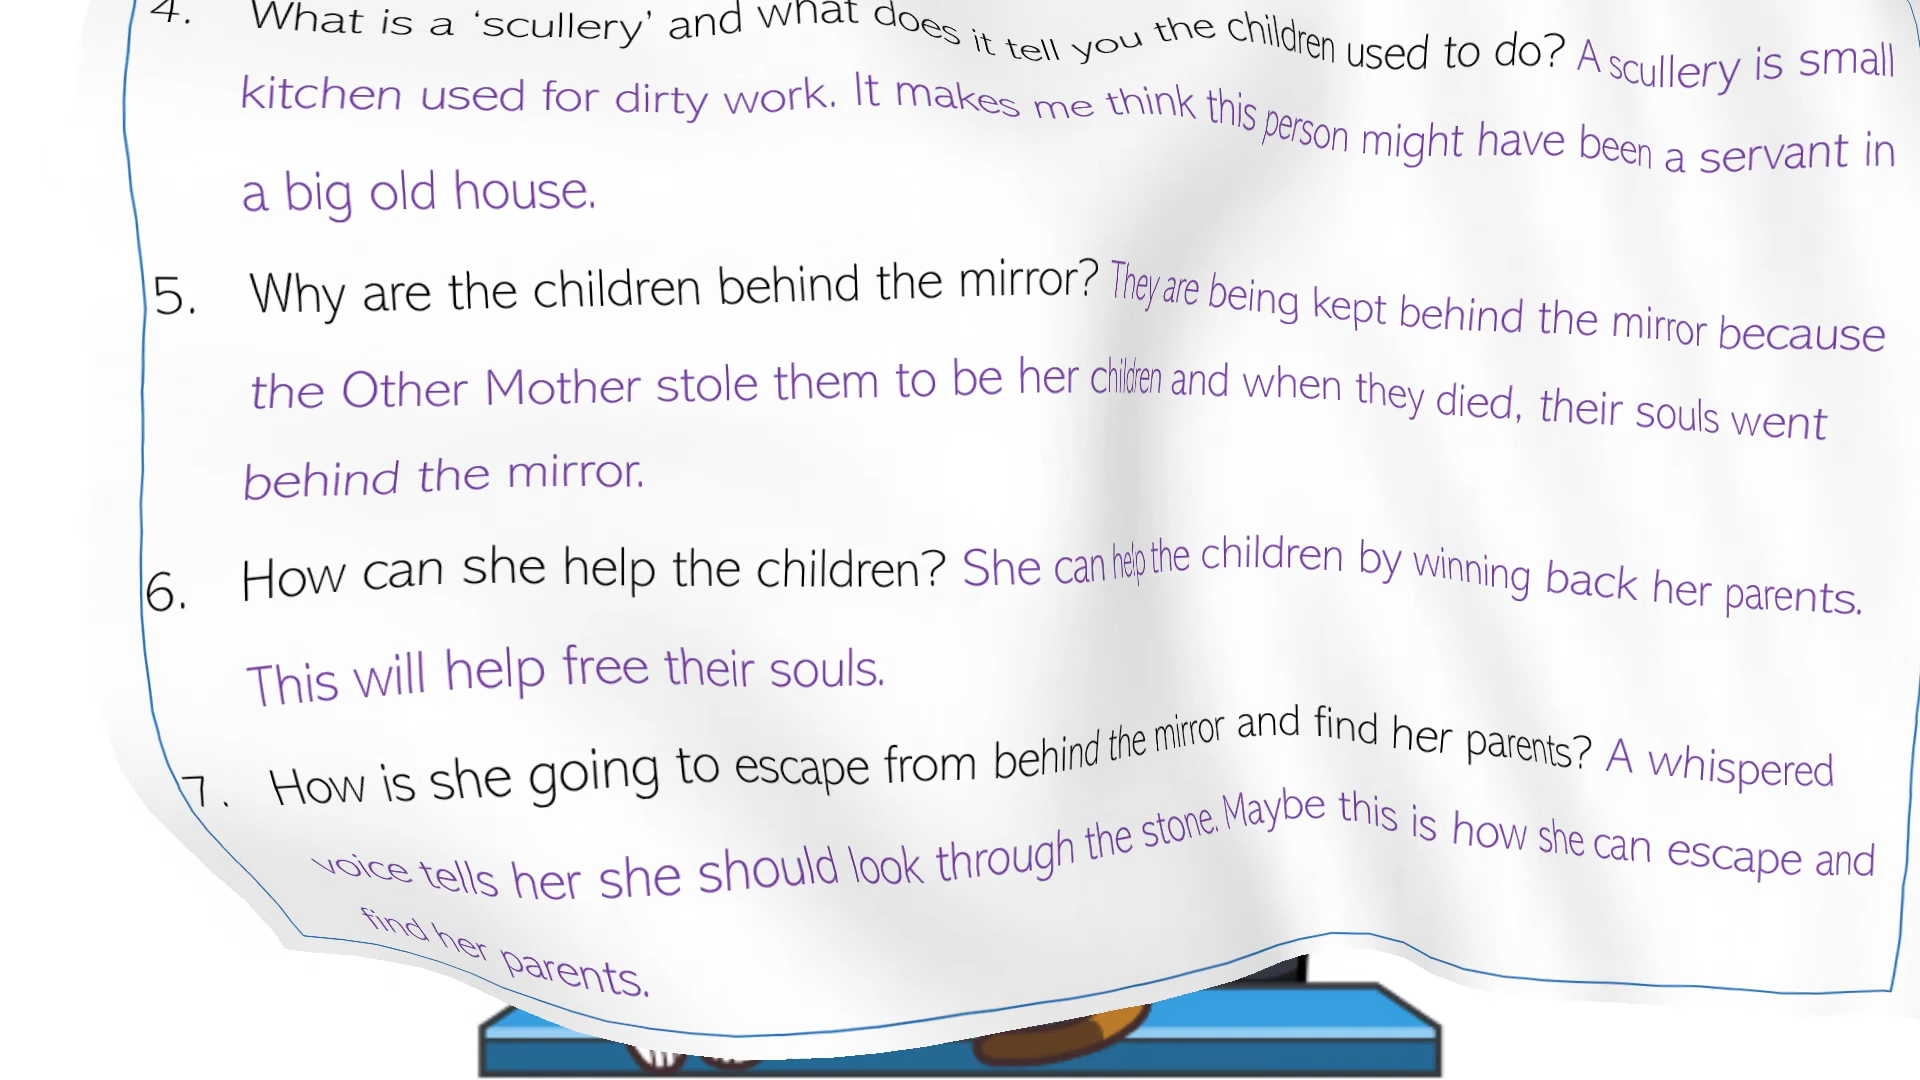 4. What is a ‘scullery’ and what does it tell you the children used to do? A scullery is small
kitchen used for dirty work. It makes me think this person might have been a servant in
a big old house.
5. Why are the children behind the mirror? They are being kept behind the mirror because
the Other Mother stole them to be her children and when they died, their souls went
behind the mirror.
6. How can she help the children? She can help the children by winning back her parents.
This will help free their souls.
7. How is she going to escape from behind the mirror and find her parents? A whispered
voice tells her she should look through the stone. Maybe this is how she can escape and
find her parents.